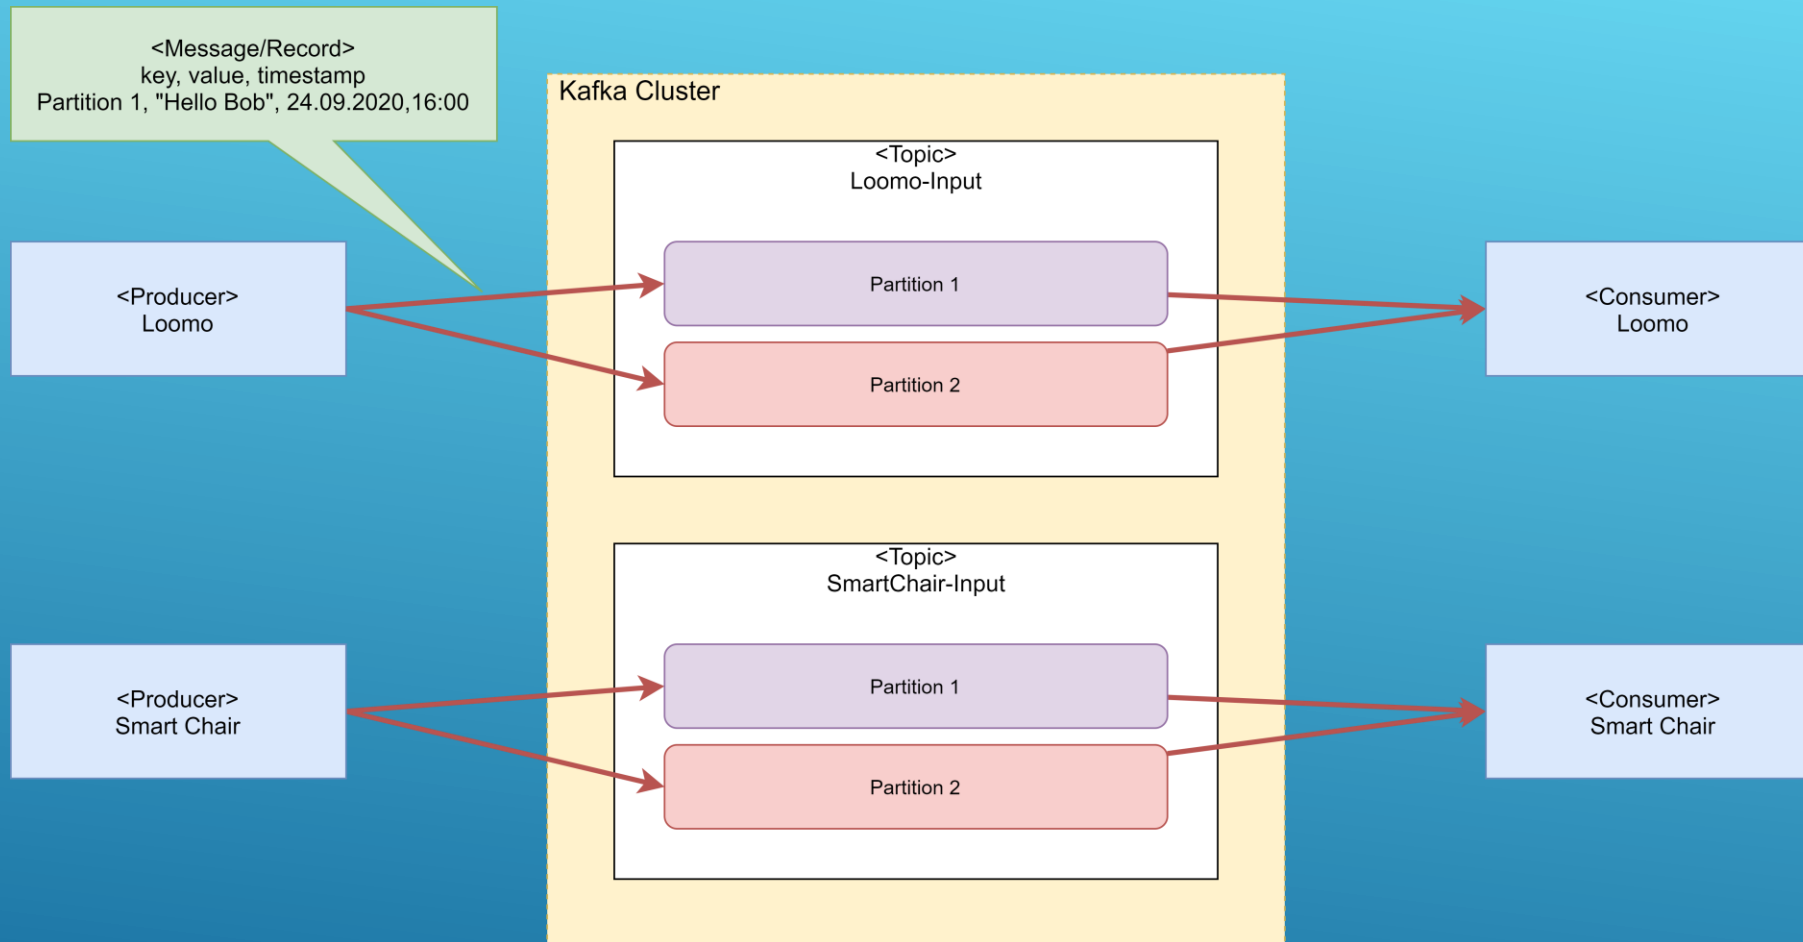 <Message/Record>
key, value, timestamp
Partition 1, "Hello Bob", 24.09.2020,16:00
Kafka Cluster
<Topic>
Loomo-Input
Partition 1
Partition 2
<Producer>
Loomo
<Consumer>
Loomo
<Topic>
SmartChair-Input
Partition 1
Partition 2
<Producer>
Smart Chair
<Consumer>
Smart Chair